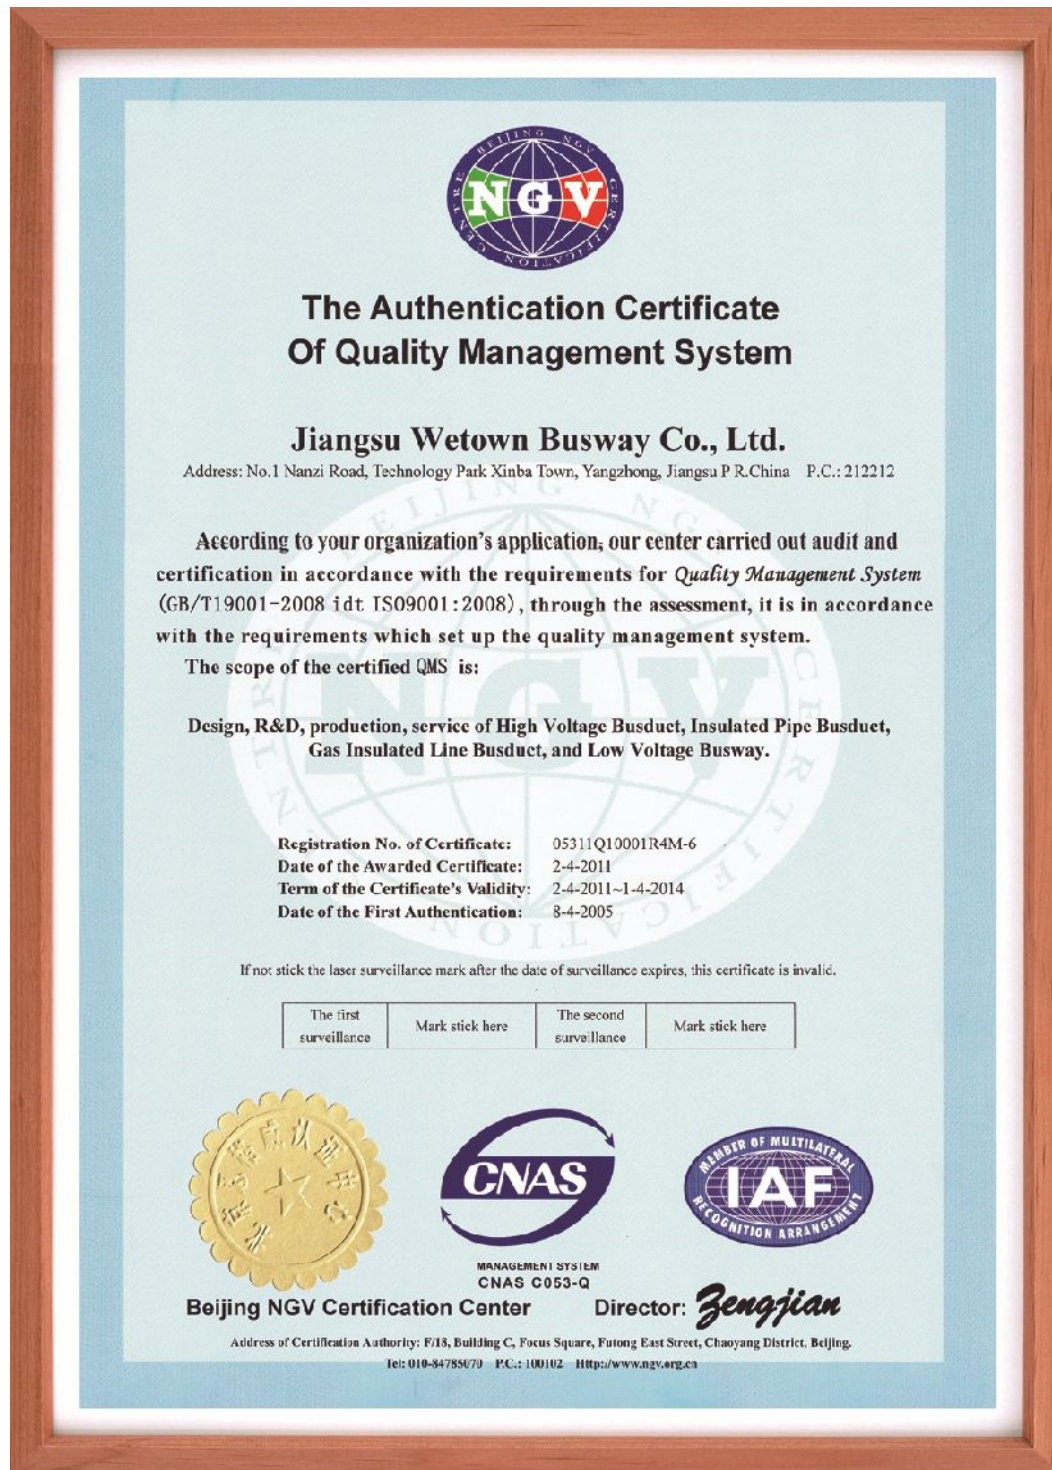 BEIJING NGV CERTIFICATION CENTRE
NGV
The Authentication Certificate
Of Quality Management System
Jiangsu Wetown Busway Co., Ltd.
Address: No.1 Nanzi Road, Technology Park Xinba Town, Yangzhong, Jiangsu P R.China P.C.: 212212
According to your organization's application, our center carried out audit and
certification in accordance with the requirements for Quality Management System
(GB/T19001-2008 idt ISO9001:2008), through the assessment, it is in accordance
with the requirements which set up the quality management system.
The scope of the certified QMS is:
Design, R&D, production, service of High Voltage Busduct, Insulated Pipe Busduct,
Gas Insulated Line Busduct, and Low Voltage Busway.
Registration No. of Certificate: 05311Q10001R4M-6
Date of the Awarded Certificate: 2-4-2011
Term of the Certificate's Validity: 2-4-2011~1-4-2014
Date of the First Authentication: 8-4-2005
If not stick the laser surveillance mark after the date of surveillance expires, this certificate is invalid.
The first surveillance Mark stick here The second surveillance Mark stick here
CNAS
MANAGEMENT SYSTEM
CNAS C053-Q
MEMBER OF MULTILATERAL
IAF
RECOGNITION ARRANGEMENT
Beijing NGV Certification Center Director: Zengjian
Address of Certification Authority: F/18, Building C, Focus Square, Futong East Street, Chaoyang District, Beijing.
Tel: 010-84785070 P.C.: 100102 Http://www.ngv.org.cn